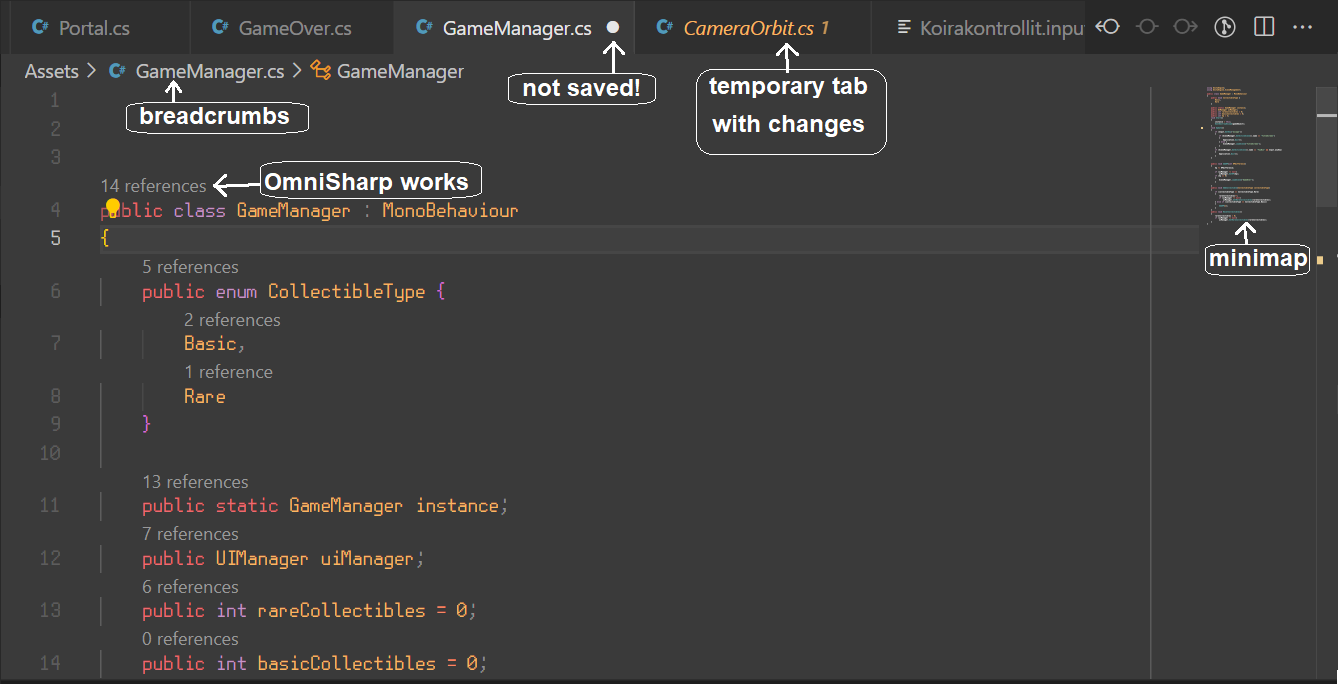 Portal.cs GameOver.cs GameManager.cs CameraOrbit.cs 1 Koirakontrollit.inpu
Assets > GameManager.cs > GameManager
not saved!
temporary tab
with changes
breadcrumbs
1
2
3
14 references
OmniSharp works
4 public class GameManager : MonoBehaviour
5 {
minimap
5 references
6 public enum CollectibleType {
2 references
7 Basic,
1 reference
8 Rare
9 }
10
13 references
11 public static GameManager instance;
7 references
12 public UIManager uiManager;
6 references
13 public int rareCollectibles = 0;
0 references
14 public int basicCollectibles = 0;